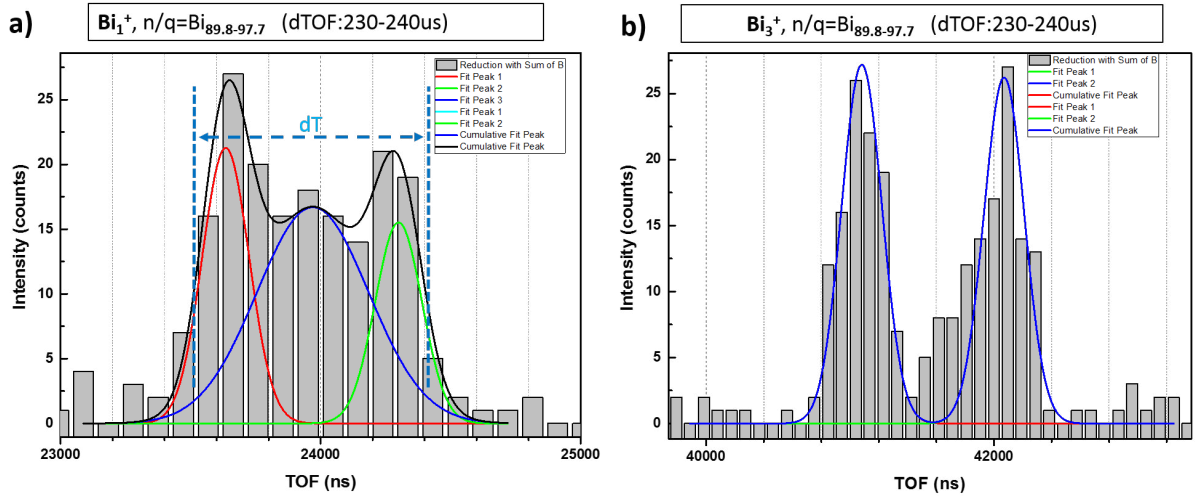 a)
Bi₁⁺, n/q=Bi₈₉.₈₋₉₇.₇ (dTOF:230-240us)
Reduction with Sum of B
Fit Peak 1
Fit Peak 2
Fit Peak 3
Fit Peak 1
Fit Peak 2
Cumulative Fit Peak
Cumulative Fit Peak
dT
25
20
15
10
5
0
Intensity (counts)
23000
24000
25000
TOF (ns)
b)
Bi₃⁺, n/q=Bi₈₉.₈₋₉₇.₇ (dTOF:230-240us)
Reduction with Sum of B
Fit Peak 1
Fit Peak 2
Cumulative Fit Peak
Fit Peak 1
Fit Peak 2
Cumulative Fit Peak
25
20
15
10
5
0
Intensity (counts)
40000
42000
TOF (ns)